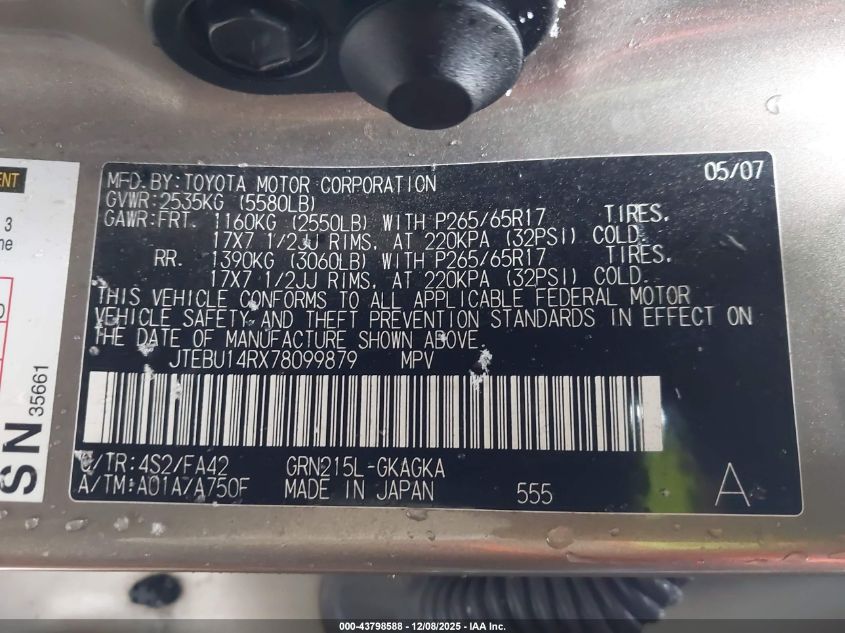 MFD. BY: TOYOTA MOTOR CORPORATION 05/07
GVWR: 2535KG (5580LB)
GAWR: FRT. 1160KG (2550LB) WITH P265/65R17 TIRES.
17X7 1/2JJ RIMS. AT 220KPA (32PSI) COLD
RR. 1390KG (3060LB) WITH P265/65R17 TIRES.
17X7 1/2JJ RIMS. AT 220KPA (32PSI) COLD.
THIS VEHICLE CONFORMS TO ALL APPLICABLE FEDERAL MOTOR
VEHICLE SAFETY AND THEFT PREVENTION STANDARDS IN EFFECT ON
THE DATE OF MANUFACTURE SHOWN ABOVE.
JTEBU14RX78099879 MPV
C/TR: 4S2/FA42 GRN215L-GKAGKA
A/TM: A01A/A750F MADE IN JAPAN 555 A
ENT
3
ne
SN 35661
000-43798588 - 12/08/2025 - IAA Inc.